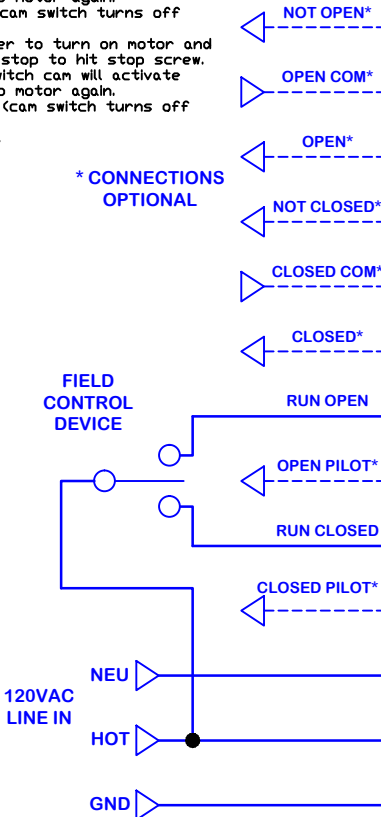 cam switch turns off
er to turn on motor and
stop to hit stop screw.
itch cam will activate
motor again.
(cam switch turns off
NOT OPEN*
OPEN COM*
OPEN*
* CONNECTIONS
OPTIONAL
NOT CLOSED*
CLOSED COM*
CLOSED*
FIELD
CONTROL
DEVICE
RUN OPEN
OPEN PILOT*
RUN CLOSED
CLOSED PILOT*
NEU
120VAC
LINE IN
HOT
GND